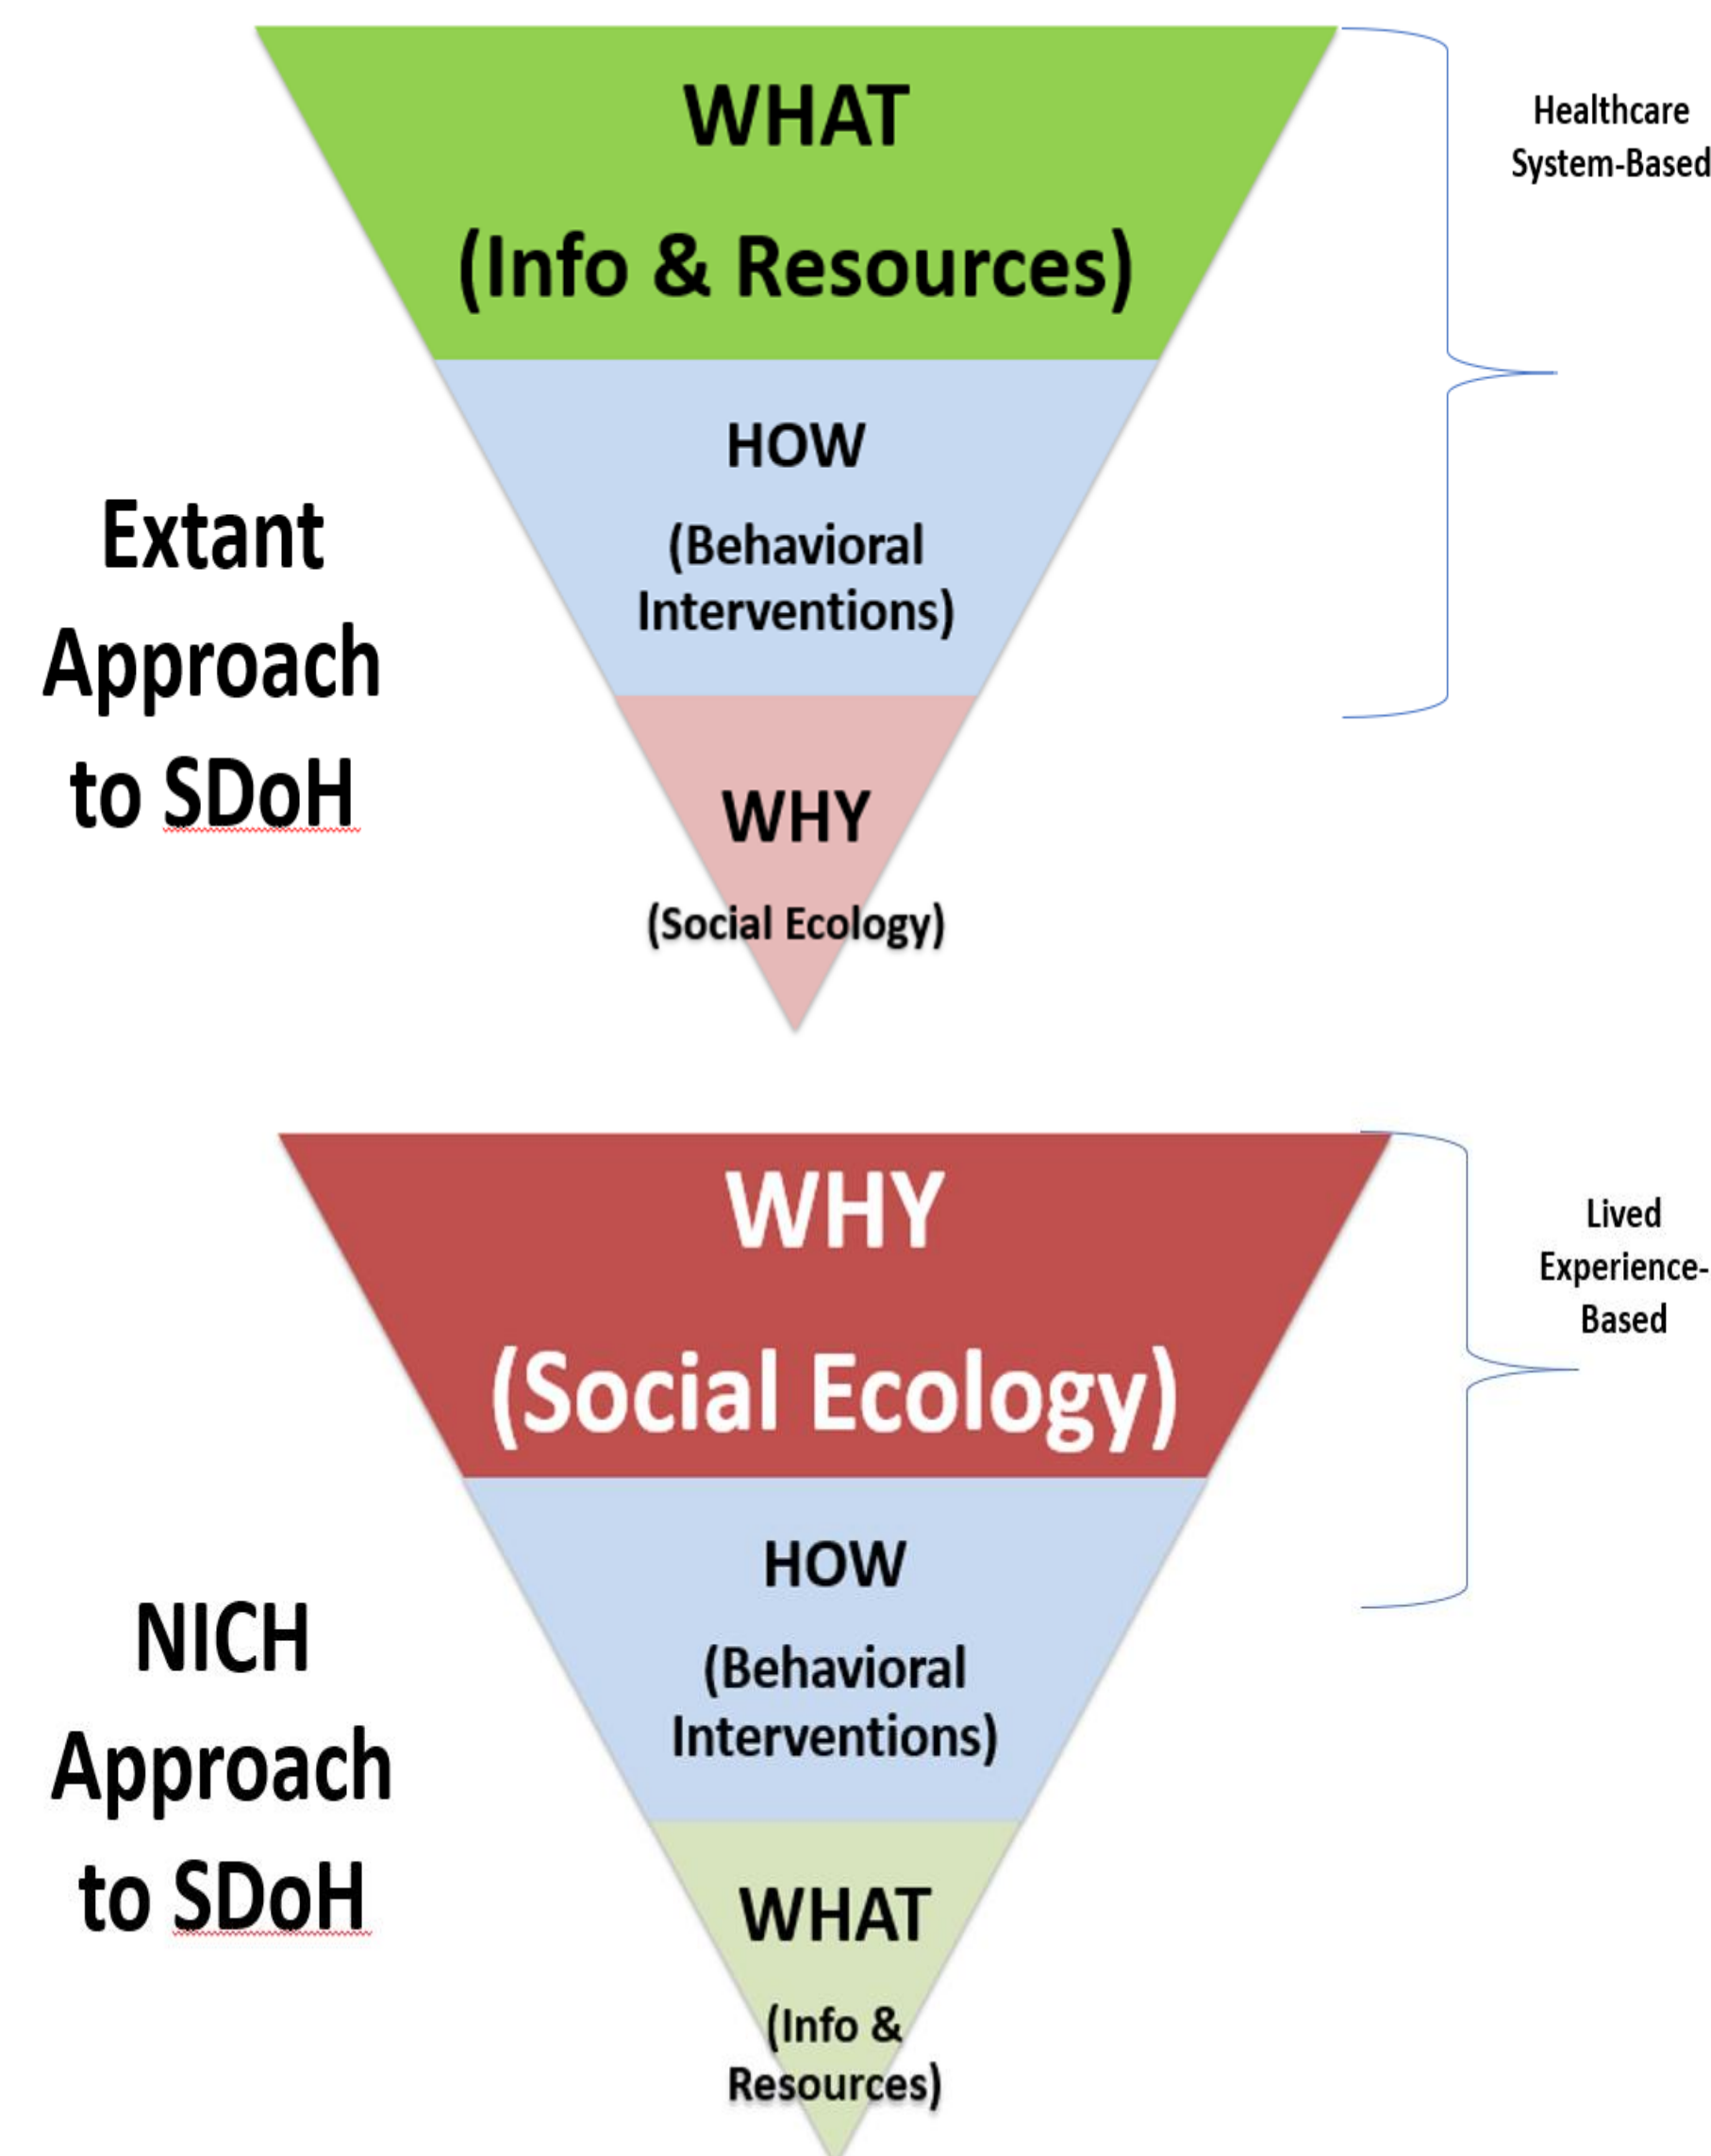 WHAT
(Info & Resources)
Healthcare
System-Based
HOW
(Behavioral
Interventions)
Extant
Approach
to SDoH
WHY
(Social Ecology)
WHY
(Social Ecology)
Lived
Experience-
Based
HOW
(Behavioral
Interventions)
NICH
Approach
to SDoH
WHAT
(Info &
Resources)